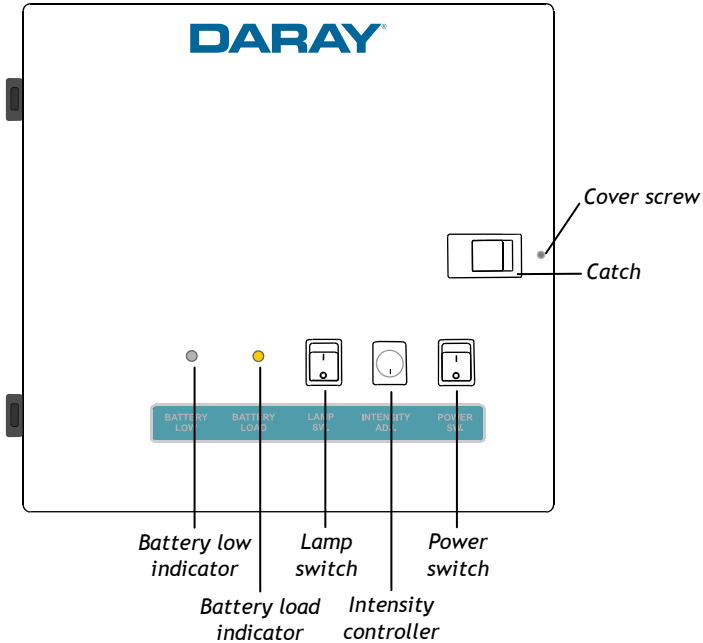 DARAY®
Cover screw
Catch
BATTERY LOW
BATTERY LOAD
LAMP SW.
INTENSITY ADJ.
POWER SW.
Battery low indicator
Lamp switch
Power switch
Battery load indicator
Intensity controller